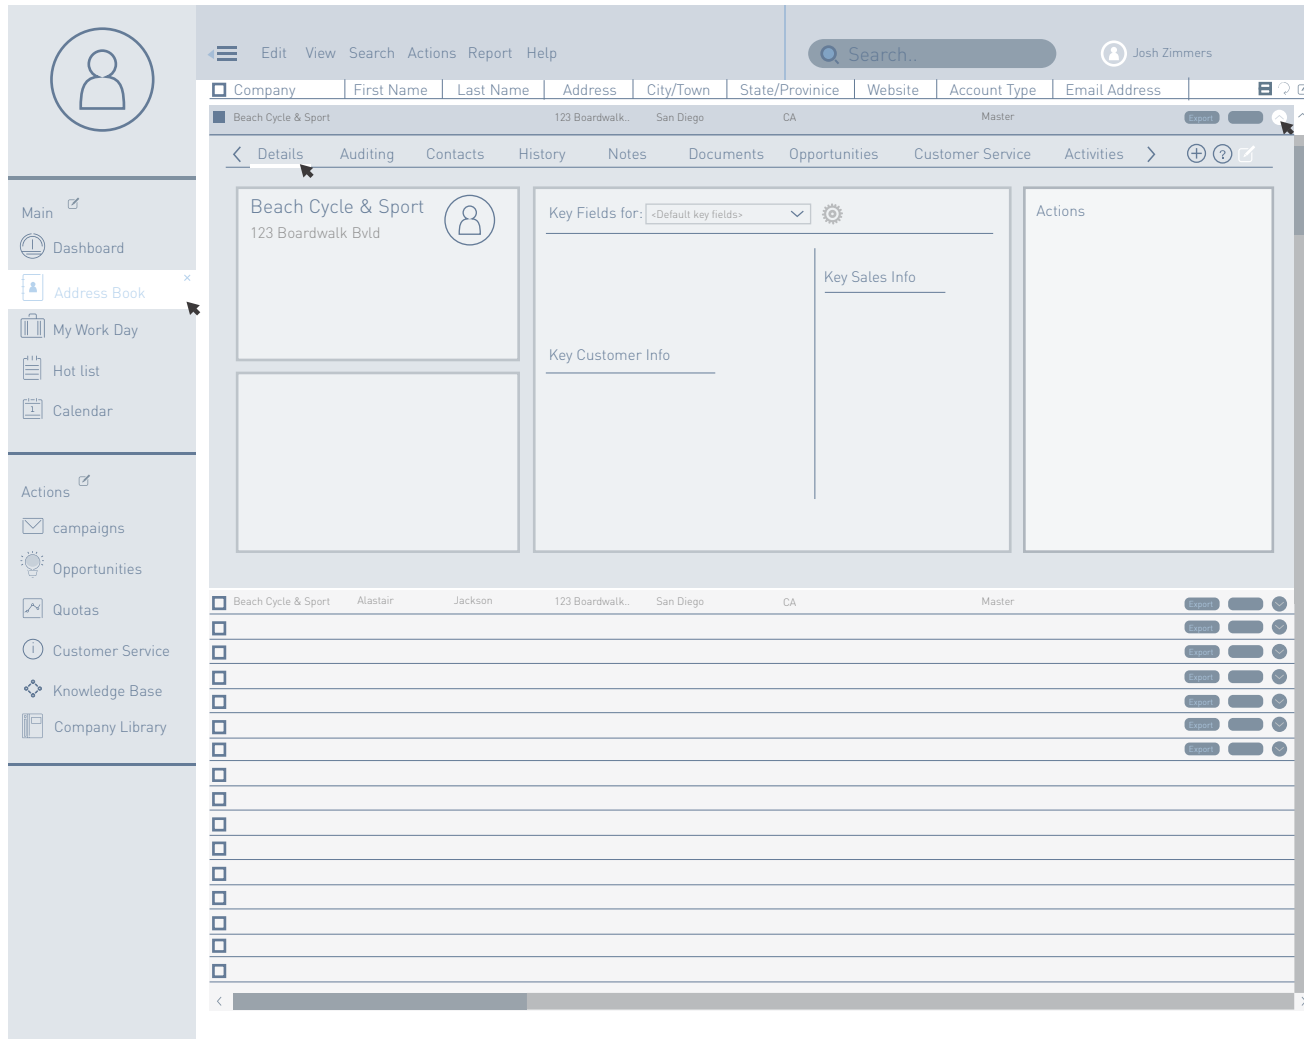 Edit View Search Actions Report Help
Search..
Josh Zimmers
Company First Name Last Name Address City/Town State/Provinice Website Account Type Email Address
Beach Cycle & Sport 123 Boardwalk.. San Diego CA Master Export
Details Auditing Contacts History Notes Documents Opportunities Customer Service Activities
Main
Dashboard
Address Book
My Work Day
Hot list
1
Calendar
Actions
campaigns
Opportunities
Quotas
Customer Service
Knowledge Base
Company Library
Beach Cycle & Sport
123 Boardwalk Bvld
Key Fields for: <Default key fields>
Key Sales Info
Key Customer Info
Actions
Beach Cycle & Sport Alastair Jackson 123 Boardwalk.. San Diego CA Master Export
Export
Export
Export
Export
Export
Export